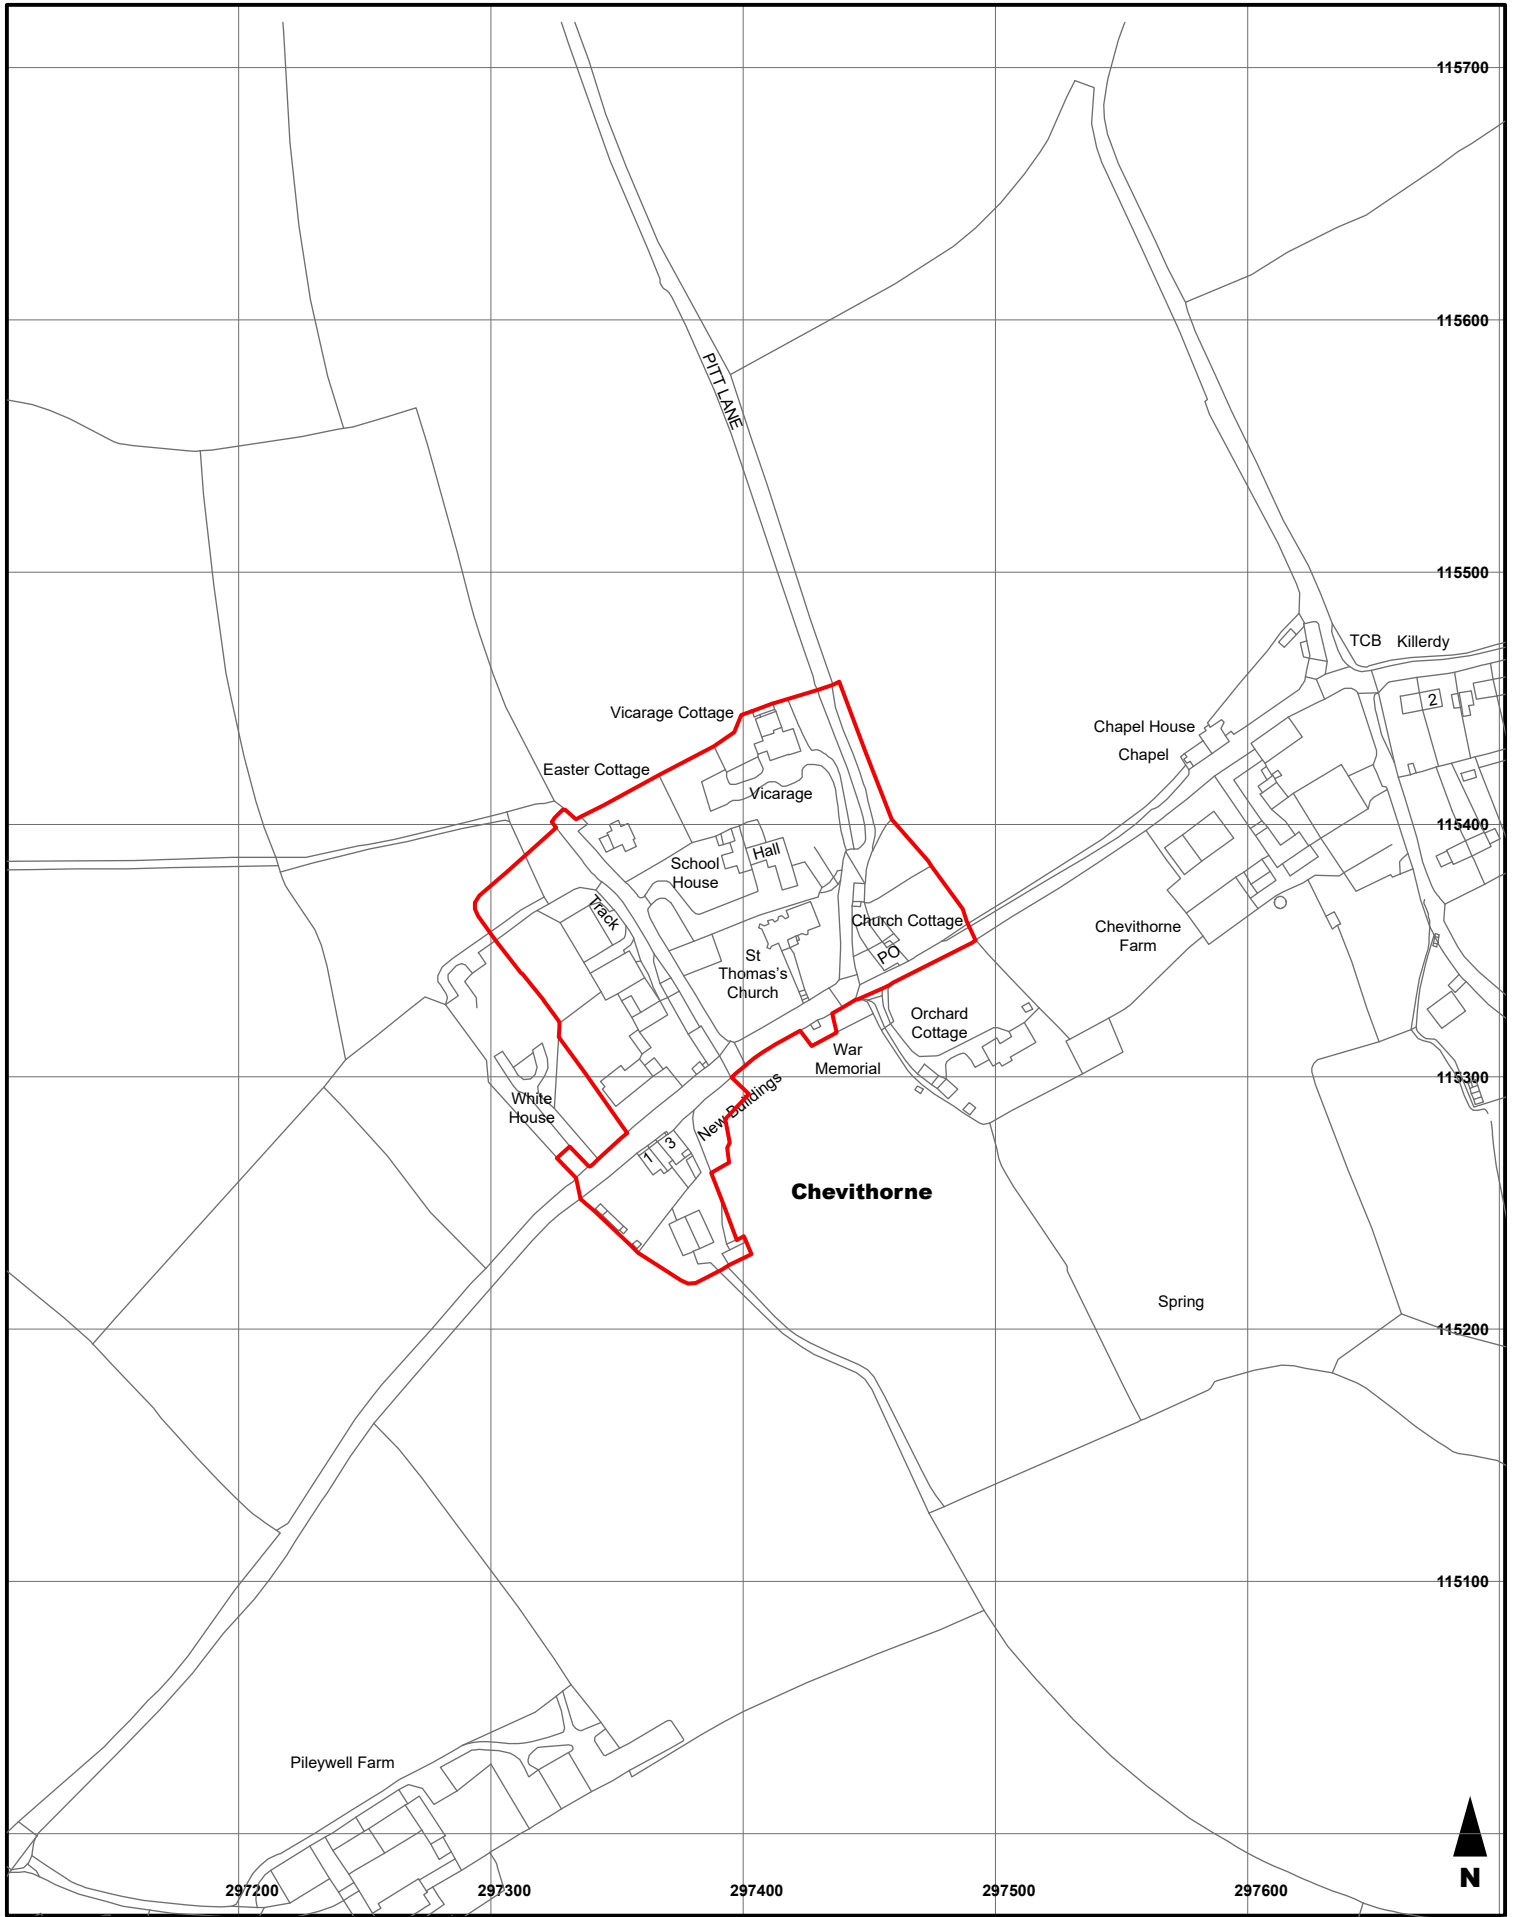 115700
115600
PITT LANE
115500
TCB Killerdy
2
Vicarage Cottage
Chapel House
Chapel
Easter Cottage
Vicarage
115400
Hall
School
House
Track
Church Cottage
Chevithorne
Farm
PO
St
Thomas's
Church
Orchard
Cottage
War
Memorial
115300
White
House
New Buildings
3
1
Chevithorne
Spring
115200
115100
Pileywell Farm
297200
297300
297400
297500
297600
N